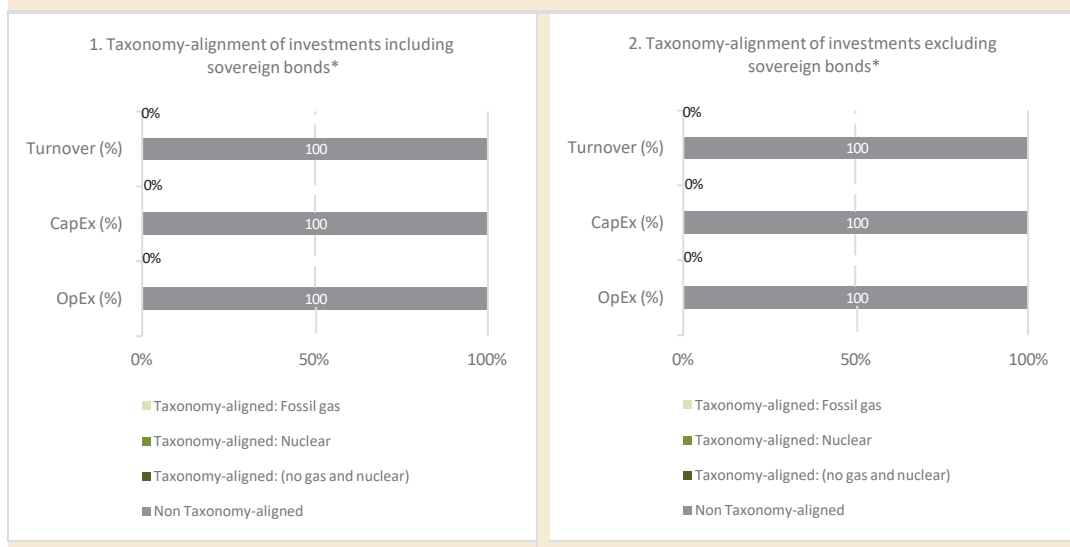 1. Taxonomy-alignment of investments including
sovereign bonds*
0%
Turnover (%)
100
0%
CapEx (%)
100
0%
OpEx (%)
100
0%
50%
100%
Taxonomy-aligned: Fossil gas
Taxonomy-aligned: Nuclear
Taxonomy-aligned: (no gas and nuclear)
Non Taxonomy-aligned
2. Taxonomy-alignment of investments excluding
sovereign bonds*
0%
Turnover (%)
100
0%
CapEx (%)
100
0%
OpEx (%)
100
0%
50%
100%
Taxonomy-aligned: Fossil gas
Taxonomy-aligned: Nuclear
Taxonomy-aligned: (no gas and nuclear)
Non Taxonomy-aligned